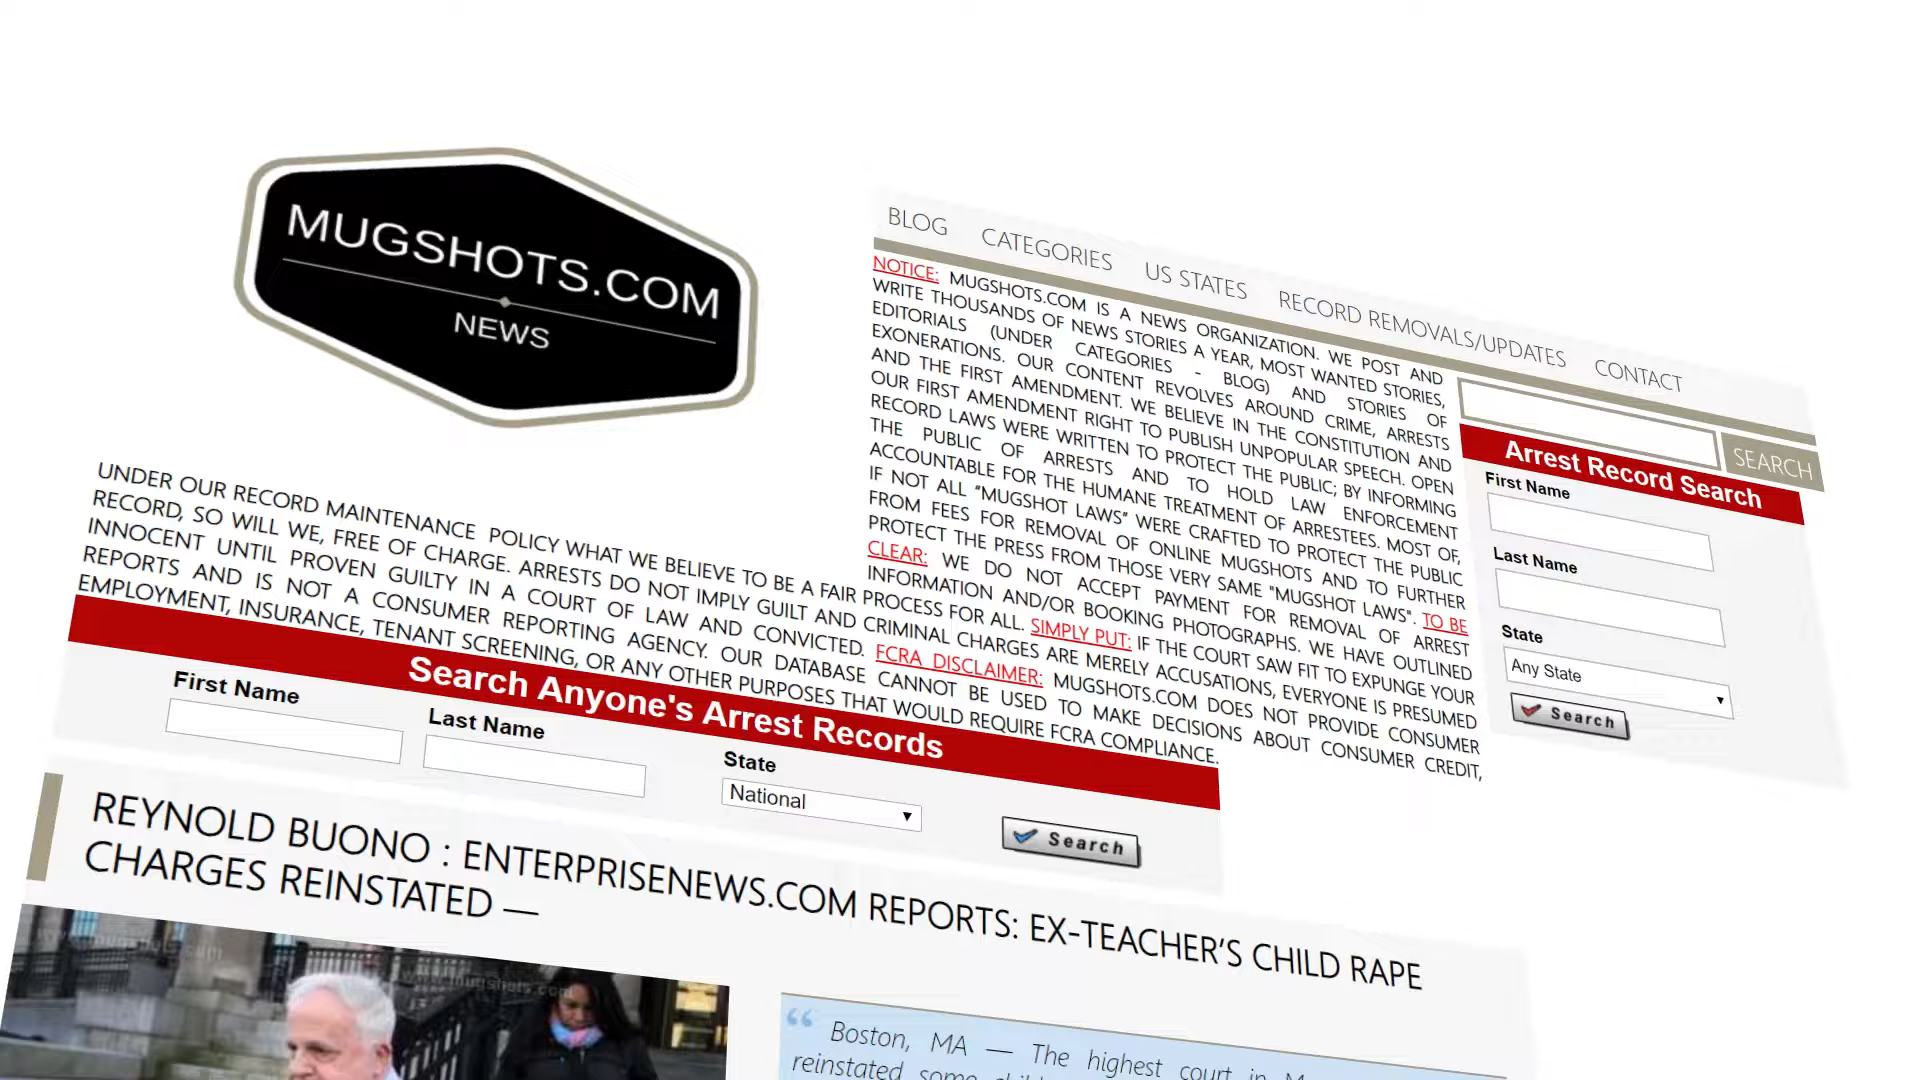 MUGSHOTS.COM
NEWS
BLOG CATEGORIES US STATES RECORD REMOVALS/UPDATES CONTACT
NOTICE: MUGSHOTS.COM IS A NEWS ORGANIZATION. WE POST AND
WRITE THOUSANDS OF NEWS STORIES A YEAR, MOST WANTED STORIES,
EDITORIALS (UNDER CATEGORIES - BLOG) AND STORIES OF
EXONERATIONS. OUR CONTENT REVOLVES AROUND CRIME, ARRESTS
AND THE FIRST AMENDMENT. WE BELIEVE IN THE CONSTITUTION AND
OUR FIRST AMENDMENT RIGHT TO PUBLISH UNPOPULAR SPEECH. OPEN
RECORD LAWS WERE WRITTEN TO PROTECT THE PUBLIC; BY INFORMING
THE PUBLIC OF ARRESTS AND TO HOLD LAW ENFORCEMENT
ACCOUNTABLE FOR THE HUMANE TREATMENT OF ARRESTEES. MOST OF,
IF NOT ALL “MUGSHOT LAWS” WERE CRAFTED TO PROTECT THE PUBLIC
FROM FEES FOR REMOVAL OF ONLINE MUGSHOTS AND TO FURTHER
PROTECT THE PRESS FROM THOSE VERY SAME "MUGSHOT LAWS". TO BE
CLEAR: WE DO NOT ACCEPT PAYMENT FOR REMOVAL OF ARREST
INFORMATION AND/OR BOOKING PHOTOGRAPHS. WE HAVE OUTLINED
UNDER OUR RECORD MAINTENANCE POLICY WHAT WE BELIEVE TO BE A FAIR PROCESS FOR ALL. SIMPLY PUT: IF THE COURT SAW FIT TO EXPUNGE YOUR
RECORD, SO WILL WE, FREE OF CHARGE. ARRESTS DO NOT IMPLY GUILT AND CRIMINAL CHARGES ARE MERELY ACCUSATIONS, EVERYONE IS PRESUMED
INNOCENT UNTIL PROVEN GUILTY IN A COURT OF LAW AND CONVICTED. FCRA DISCLAIMER: MUGSHOTS.COM DOES NOT PROVIDE CONSUMER
REPORTS AND IS NOT A CONSUMER REPORTING AGENCY. OUR DATABASE CANNOT BE USED TO MAKE DECISIONS ABOUT CONSUMER CREDIT,
EMPLOYMENT, INSURANCE, TENANT SCREENING, OR ANY OTHER PURPOSES THAT WOULD REQUIRE FCRA COMPLIANCE.
SEARCH
Arrest Record Search
First Name
Last Name
State
Any State
Search
Search Anyone's Arrest Records
First Name
Last Name
State
National
Search
REYNOLD BUONO : ENTERPRISENEWS.COM REPORTS: EX-TEACHER’S CHILD RAPE
CHARGES REINSTATED —
www.mugshots.com
www.mugshots.com
“ Boston, MA — The highest court in
reinstated some